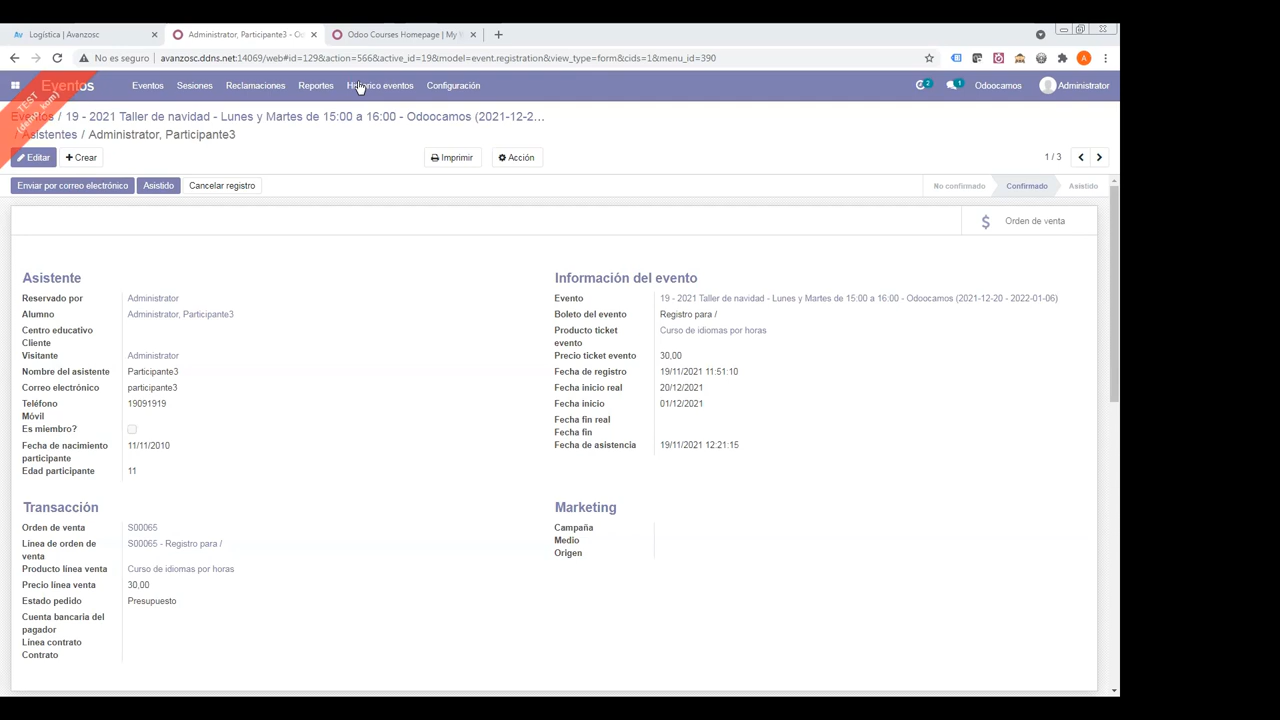 Logística | Avanzosc
Administrator, Participante3 - O
Odoo Courses Homepage | My
No es seguro
avanzosc.ddns.net:14069/web#id=129&action=566&active_id=19&model=event.registration&view_type=form&cids=1&menu_id=390
A
TEST
Eventos
Eventos
Sesiones
Reclamaciones
Reportes
Histórico eventos
Configuración
2
1
Odoocamos
Administrator
Eventos / 19 - 2021 Taller de navidad - Lunes y Martes de 15:00 a 16:00 - Odoocamos (2021-12-2...
/ Asistentes / Administrator, Participante3
Editar
Crear
Imprimir
Acción
1 / 3
Enviar por correo electrónico
Asistido
Cancelar registro
No confirmado
Confirmado
Asistido
$ Orden de venta
Asistente
Reservado por Administrator
Alumno Administrator, Participante3
Centro educativo
Cliente
Visitante Administrator
Nombre del asistente Participante3
Correo electrónico participante3
Teléfono 19091919
Móvil
Es miembro?
Fecha de nacimiento 11/11/2010
participante
Edad participante 11
Información del evento
Evento 19 - 2021 Taller de navidad - Lunes y Martes de 15:00 a 16:00 - Odoocamos (2021-12-20 - 2022-01-06)
Boleto del evento Registro para /
Producto ticket Curso de idiomas por horas
evento
Precio ticket evento 30,00
Fecha de registro 19/11/2021 11:51:10
Fecha inicio real 20/12/2021
Fecha inicio 01/12/2021
Fecha fin real
Fecha fin
Fecha de asistencia 19/11/2021 12:21:15
Transacción
Orden de venta S00065
Línea de orden de S00065 - Registro para /
venta
Producto línea venta Curso de idiomas por horas
Precio línea venta 30,00
Estado pedido Presupuesto
Cuenta bancaria del
pagador
Línea contrato
Contrato
Marketing
Campaña
Medio
Origen